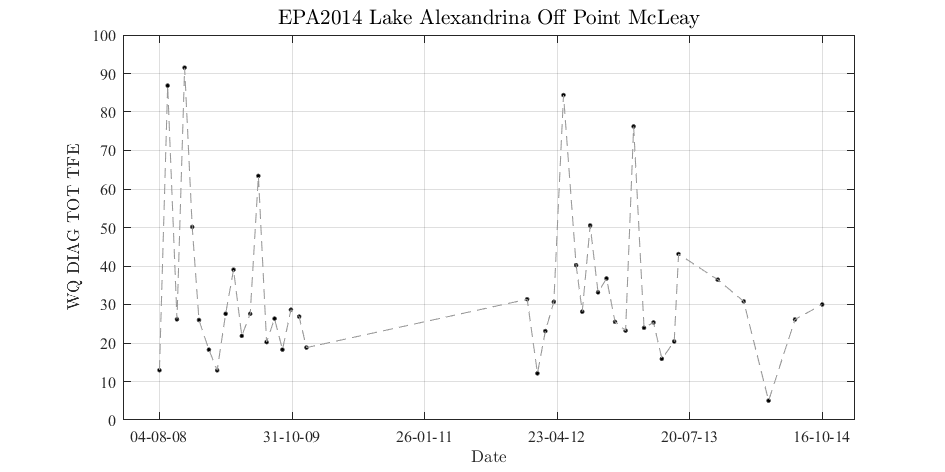 EPA2014 Lake Alexandrina Off Point McLeay
WQ DIAG TOT TFE
100
90
80
70
60
50
40
30
20
10
0
04-08-08 31-10-09 26-01-11 23-04-12 20-07-13 16-10-14
Date